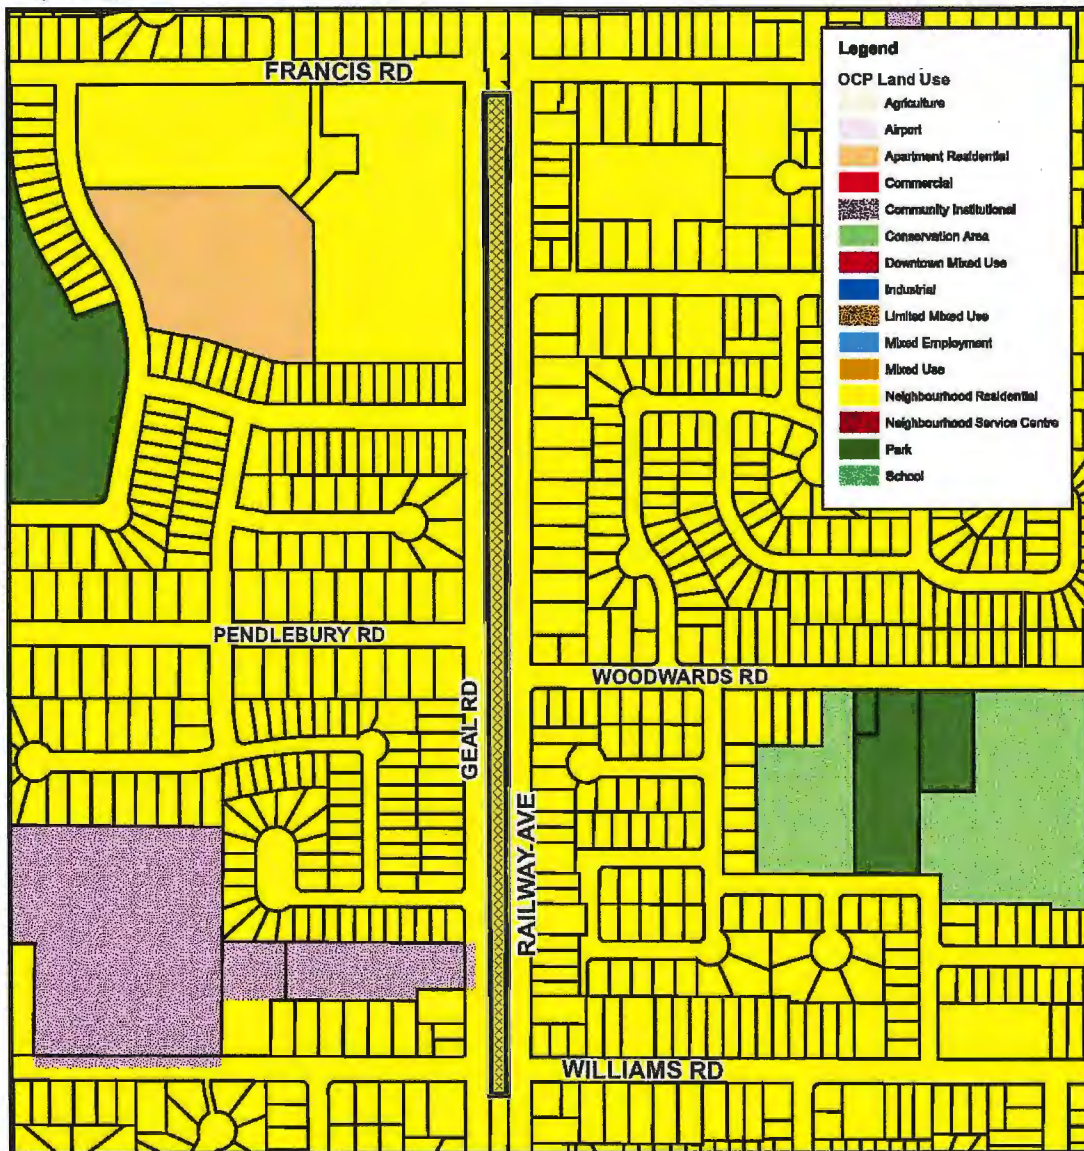 FRANCIS RD
Legend
OCP Land Use
Agriculture
Airport
Apartment Residential
Commercial
Community Institutional
Conservation Area
Downtown Mixed Use
Industrial
Limited Mixed Use
Mixed Employment
Mixed Use
Neighbourhood Residential
Neighbourhood Service Centre
Park
School
PENDLEBURY RD
WOODWARDS RD
GEAL RD
RAILWAY AVE
WILLIAMS RD